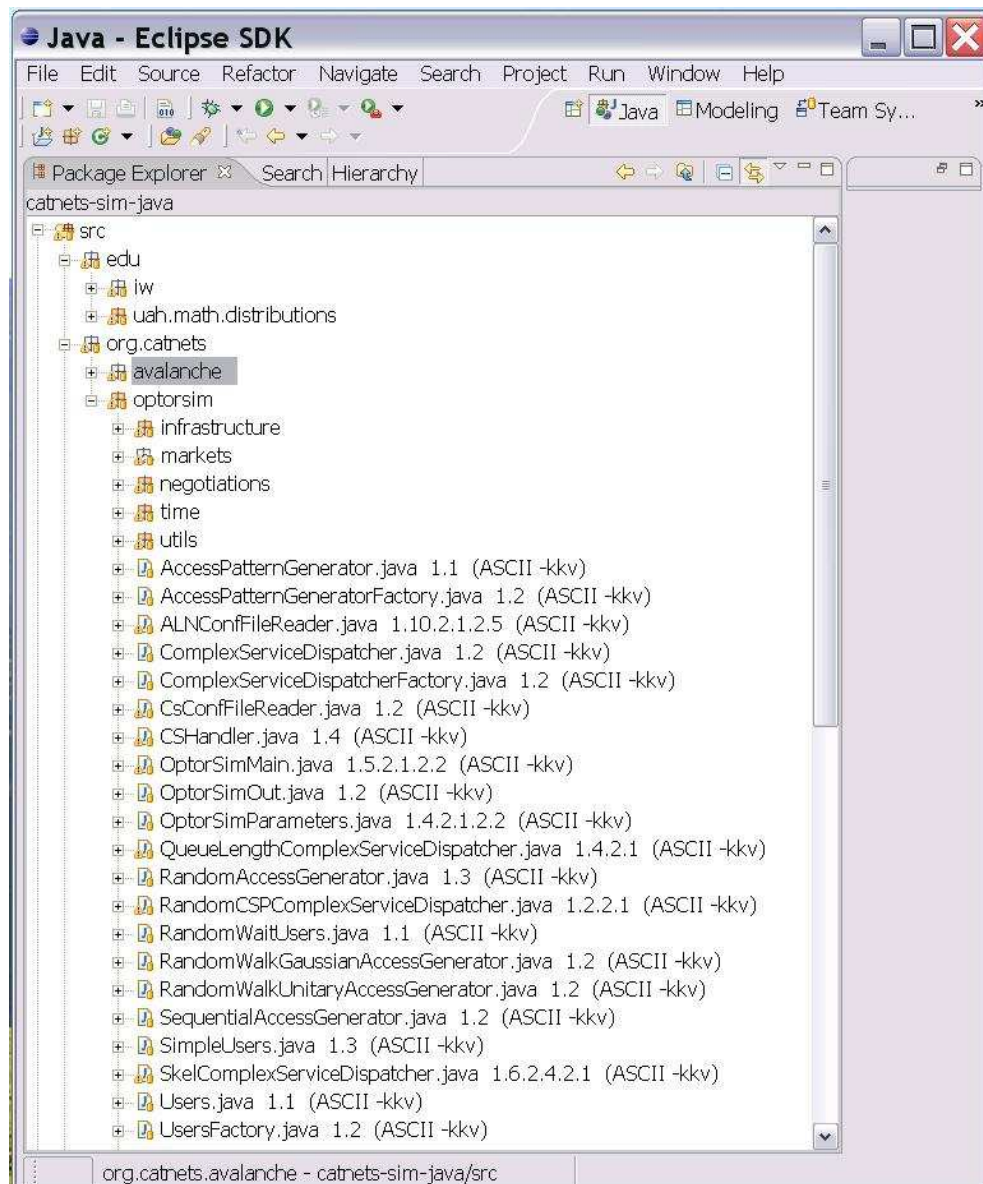 Java - Eclipse SDK
File Edit Source Refactor Navigate Search Project Run Window Help
Java Modeling Team Sy... »
Package Explorer Search Hierarchy
catnets-sim-java
src
edu
iw
uah.math.distributions
org.catnets
avalanche
optorsim
infrastructure
markets
negotiations
time
utils
AccessPatternGenerator.java 1.1 (ASCII -kkv)
AccessPatternGeneratorFactory.java 1.2 (ASCII -kkv)
ALNConfFileReader.java 1.10.2.1.2.5 (ASCII -kkv)
ComplexServiceDispatcher.java 1.2 (ASCII -kkv)
ComplexServiceDispatcherFactory.java 1.2 (ASCII -kkv)
CsConfFileReader.java 1.2 (ASCII -kkv)
CSHandler.java 1.4 (ASCII -kkv)
OptorSimMain.java 1.5.2.1.2.2 (ASCII -kkv)
OptorSimOut.java 1.2 (ASCII -kkv)
OptorSimParameters.java 1.4.2.1.2.2 (ASCII -kkv)
QueueLengthComplexServiceDispatcher.java 1.4.2.1 (ASCII -kkv)
RandomAccessGenerator.java 1.3 (ASCII -kkv)
RandomCSPComplexServiceDispatcher.java 1.2.2.1 (ASCII -kkv)
RandomWaitUsers.java 1.1 (ASCII -kkv)
RandomWalkGaussianAccessGenerator.java 1.2 (ASCII -kkv)
RandomWalkUnitaryAccessGenerator.java 1.2 (ASCII -kkv)
SequentialAccessGenerator.java 1.2 (ASCII -kkv)
SimpleUsers.java 1.3 (ASCII -kkv)
SkelComplexServiceDispatcher.java 1.6.2.4.2.1 (ASCII -kkv)
Users.java 1.1 (ASCII -kkv)
UsersFactory.java 1.2 (ASCII -kkv)
org.catnets.avalanche - catnets-sim-java/src